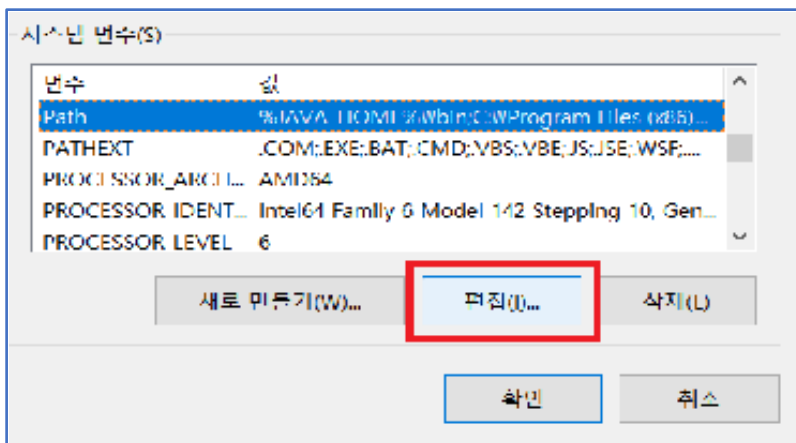 시스템 변수(S)
변수 값
Path %JAVA_HOME%\bin;C:\Program Files (x86)...
PATHEXT .COM;.EXE;.BAT;.CMD;.VBS;.VBE;.JS;.JSE;.WSF;....
PROCESSOR_ARCH... AMD64
PROCESSOR_IDENT... Intel64 Family 6 Model 142 Stepping 10, Gen...
PROCESSOR_LEVEL 6
새로 만들기(W)... 편집(I)... 삭제(L)
확인 취소